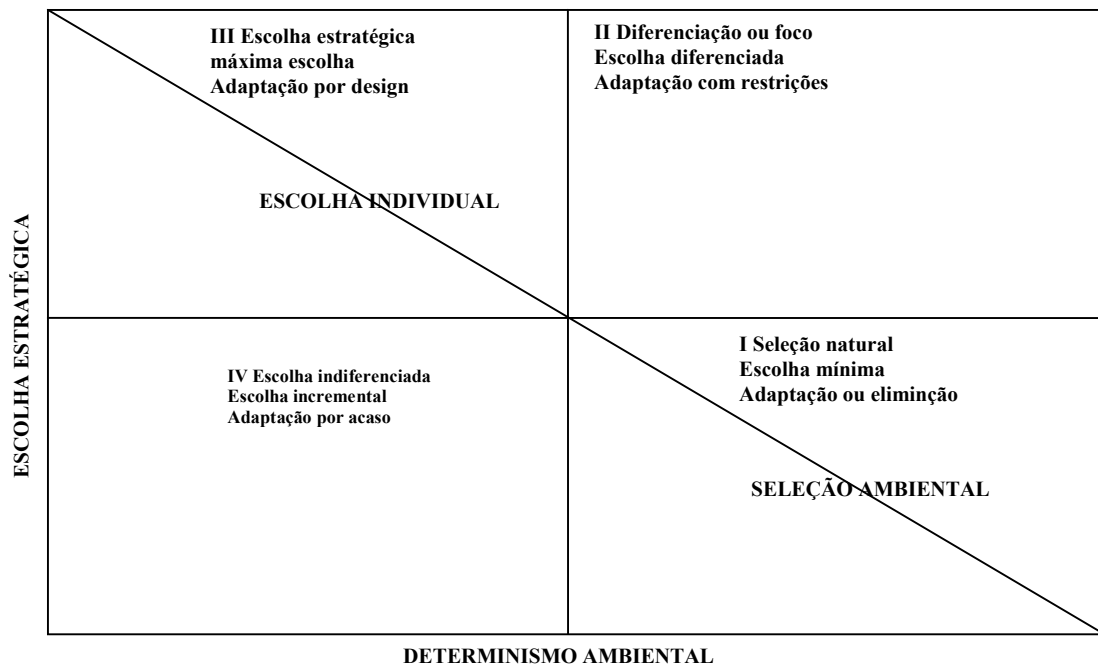 III Escolha estratégica
máxima escolha
Adaptação por design
II Diferenciação ou foco
Escolha diferenciada
Adaptação com restrições
ESCOLHA INDIVIDUAL
ESCOLHA ESTRATÉGICA
IV Escolha indiferenciada
Escolha incremental
Adaptação por acaso
I Seleção natural
Escolha mínima
Adaptação ou eliminção
SELEÇÃO AMBIENTAL
DETERMINISMO AMBIENTAL